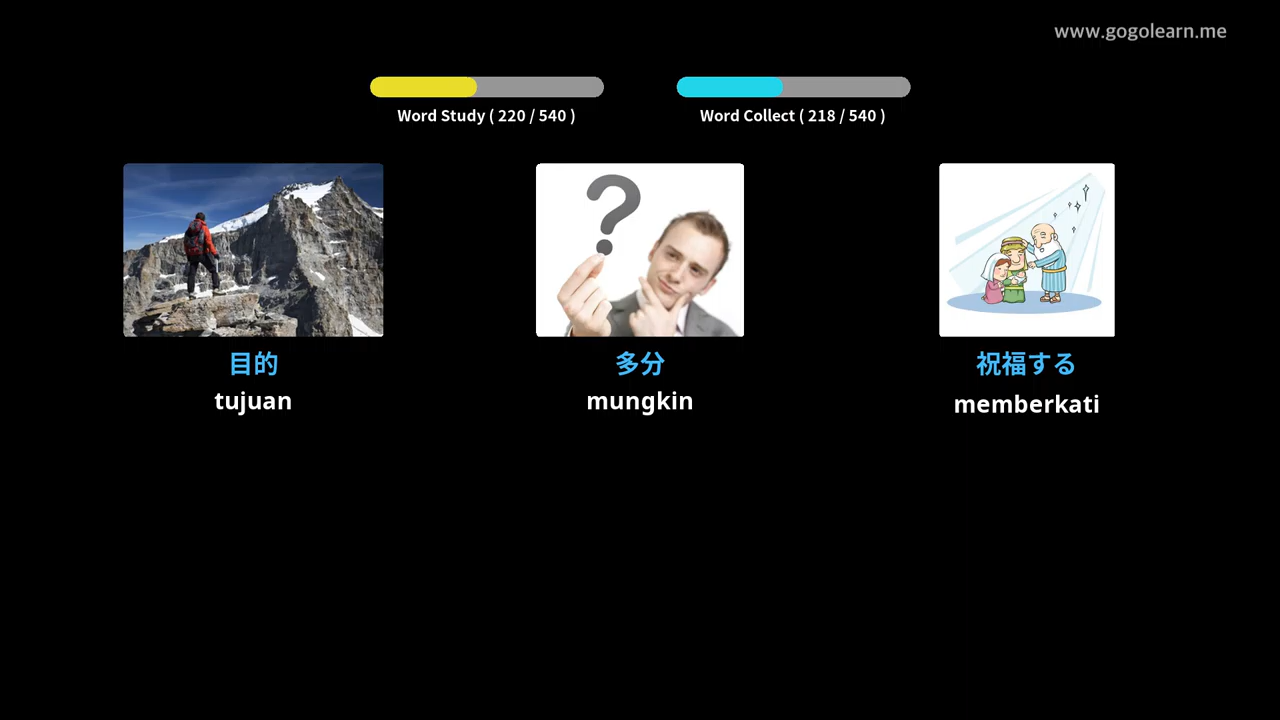 www.gogolearn.me
Word Study ( 220 / 540 )
Word Collect ( 218 / 540 )
目的
tujuan
多分
mungkin
祝福する
memberkati